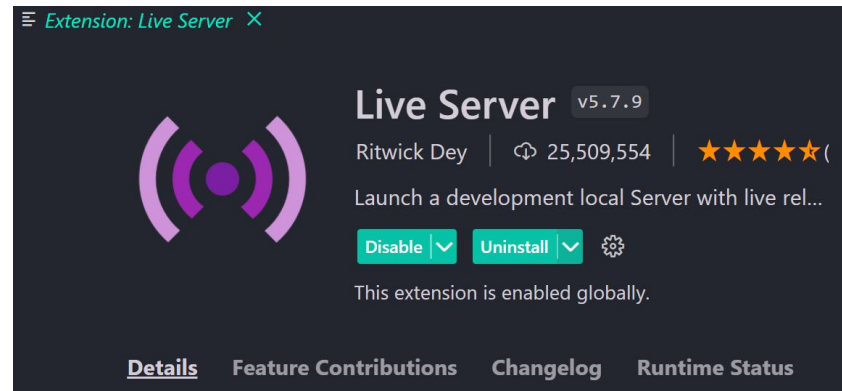 Extension: Live Server
Live Server v5.7.9
Ritwick Dey 25,509,554 (
Launch a development local Server with live rel...
Disable Uninstall
This extension is enabled globally.
Details Feature Contributions Changelog Runtime Status